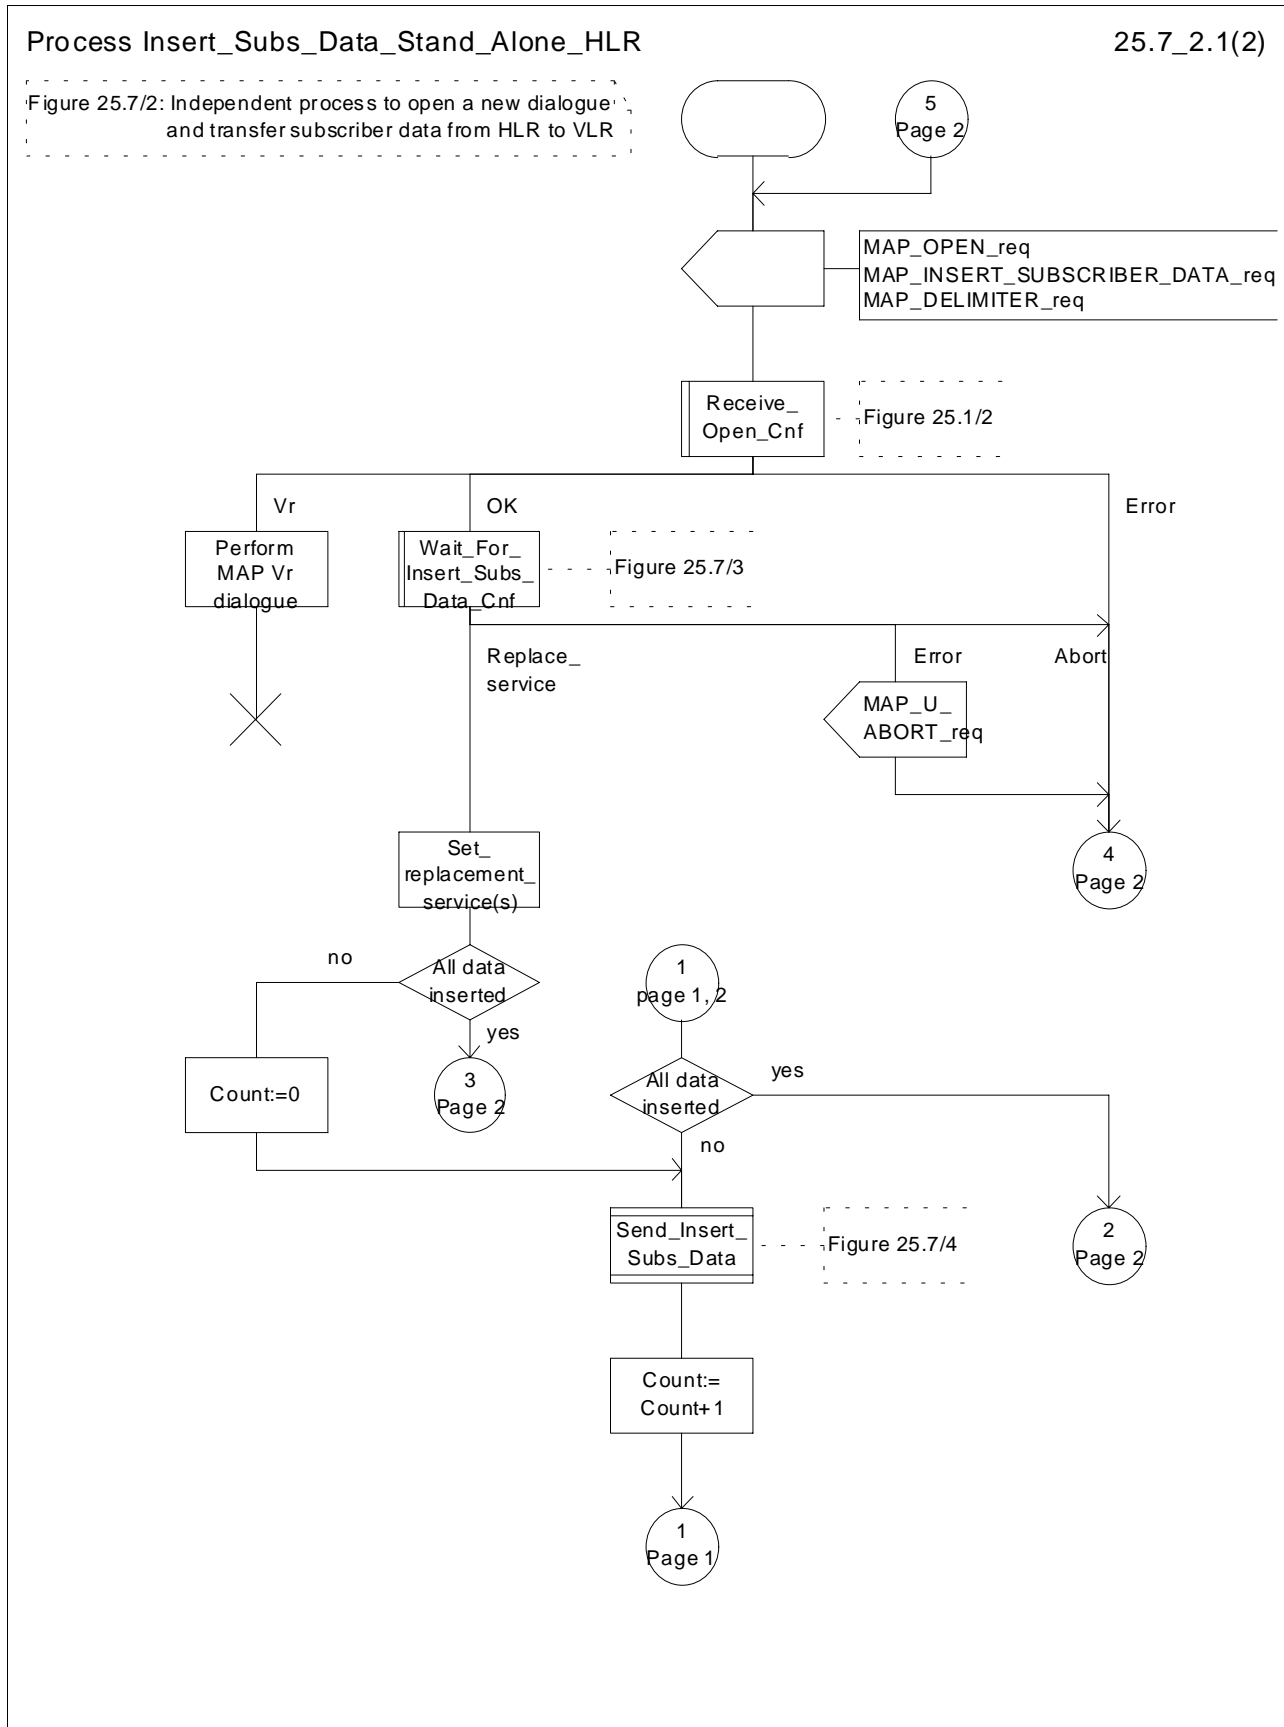 Process Insert_Subs_Data_Stand_Alone_HLR
25.7_2.1(2)
Figure 25.7/2: Independent process to open a new dialogue
and transfer subscriber data from HLR to VLR
5
Page 2
MAP_OPEN_req
MAP_INSERT_SUBSCRIBER_DATA_req
MAP_DELIMITER_req
Receive_
Open_Cnf
Figure 25.1/2
Vr
OK
Error
Perform
MAP Vr
dialogue
Wait_For_
Insert_Subs_
Data_Cnf
Figure 25.7/3
Replace_
service
Error
Abort
MAP_U_
ABORT_req
Set_
replacement_
service(s)
4
Page 2
no
All data
inserted
yes
1
page 1, 2
Count:=0
3
Page 2
All data
inserted
yes
no
Send_Insert_
Subs_Data
Figure 25.7/4
2
Page 2
Count:=
Count+1
1
Page 1